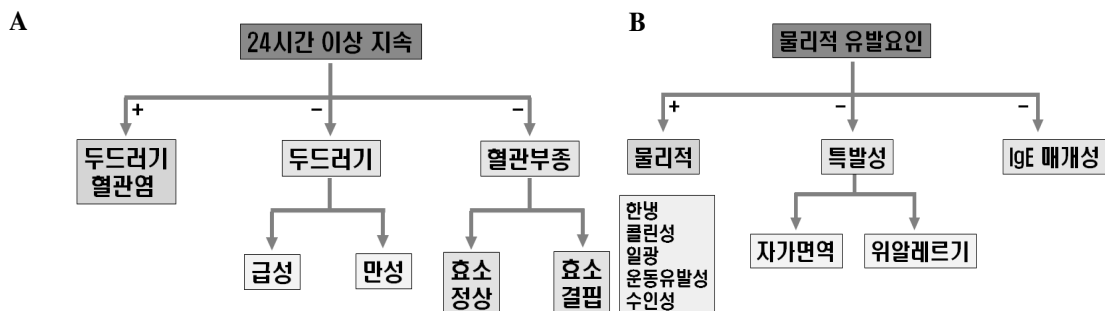 A
24시간 이상 지속
+
−
−
두드러기
혈관염
두드러기
혈관부종
급성
만성
효소
정상
효소
결핍
B
물리적 유발요인
+
−
−
물리적
특발성
IgE 매개성
한냉
콜린성
일광
운동유발성
수인성
자가면역
위알레르기